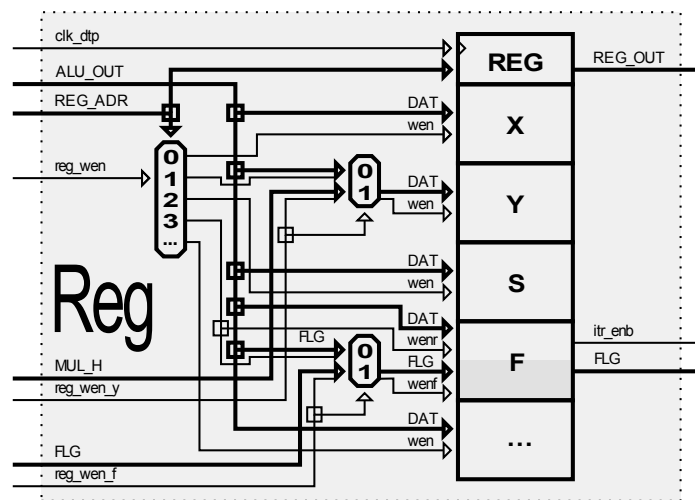 clk_dtp
ALU_OUT
REG_ADR
reg_wen
Reg
MUL_H
reg_wen_y
FLG
reg_wen_f
0
1
2
3
...
0
1
FLG
0
1
DAT
wen
DAT
wen
DAT
wen
DAT
wenr
FLG
wenf
DAT
wen
REG
X
Y
S
F
...
REG_OUT
itr_enb
FLG